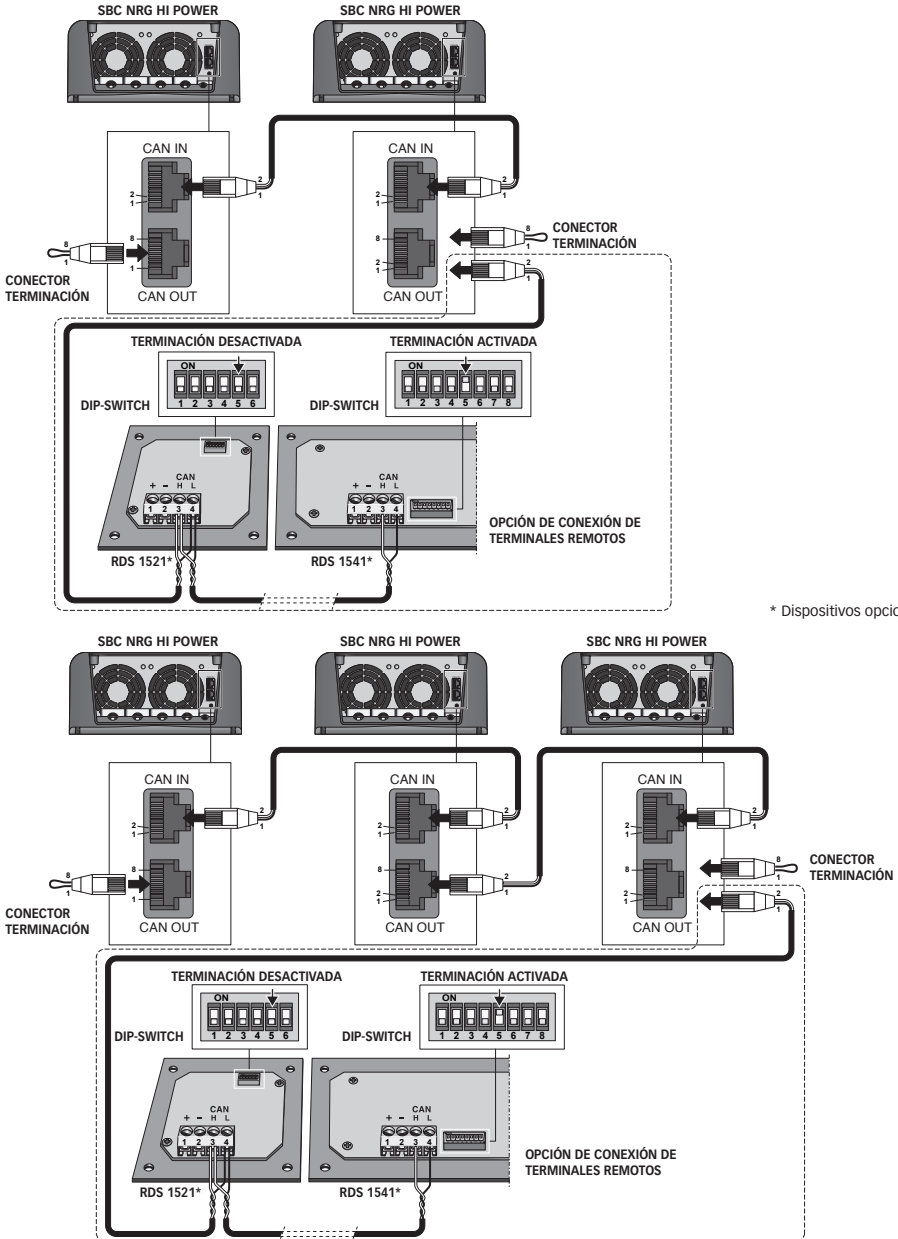 SBC NRG HI POWER
SBC NRG HI POWER
CAN IN
CAN IN
2
1
2
1
2
1
2
1
8
1
8
1
8
2
1
8
1
2
1
CONECTOR
TERMINACIÓN
CONECTOR
TERMINACIÓN
CAN OUT
CAN OUT
TERMINACIÓN DESACTIVADA
TERMINACIÓN ACTIVADA
ON
1 2 3 4 5 6
ON
1 2 3 4 5 6 7 8
DIP-SWITCH
DIP-SWITCH
CAN
+ – H L
1 2 3 4
CAN
+ – H L
1 2 3 4
OPCIÓN DE CONEXIÓN DE
TERMINALES REMOTOS
RDS 1521*
RDS 1541*
* Dispositivos opcio
SBC NRG HI POWER
SBC NRG HI POWER
SBC NRG HI POWER
CAN IN
CAN IN
CAN IN
2
1
2
1
2
1
2
1
2
1
2
1
8
1
8
1
8
2
1
2
1
8
2
1
8
1
2
1
CONECTOR
TERMINACIÓN
CONECTOR
TERMINACIÓN
CAN OUT
CAN OUT
CAN OUT
TERMINACIÓN DESACTIVADA
TERMINACIÓN ACTIVADA
ON
1 2 3 4 5 6
ON
1 2 3 4 5 6 7 8
DIP-SWITCH
DIP-SWITCH
CAN
+ – H L
1 2 3 4
CAN
+ – H L
1 2 3 4
OPCIÓN DE CONEXIÓN DE
TERMINALES REMOTOS
RDS 1521*
RDS 1541*